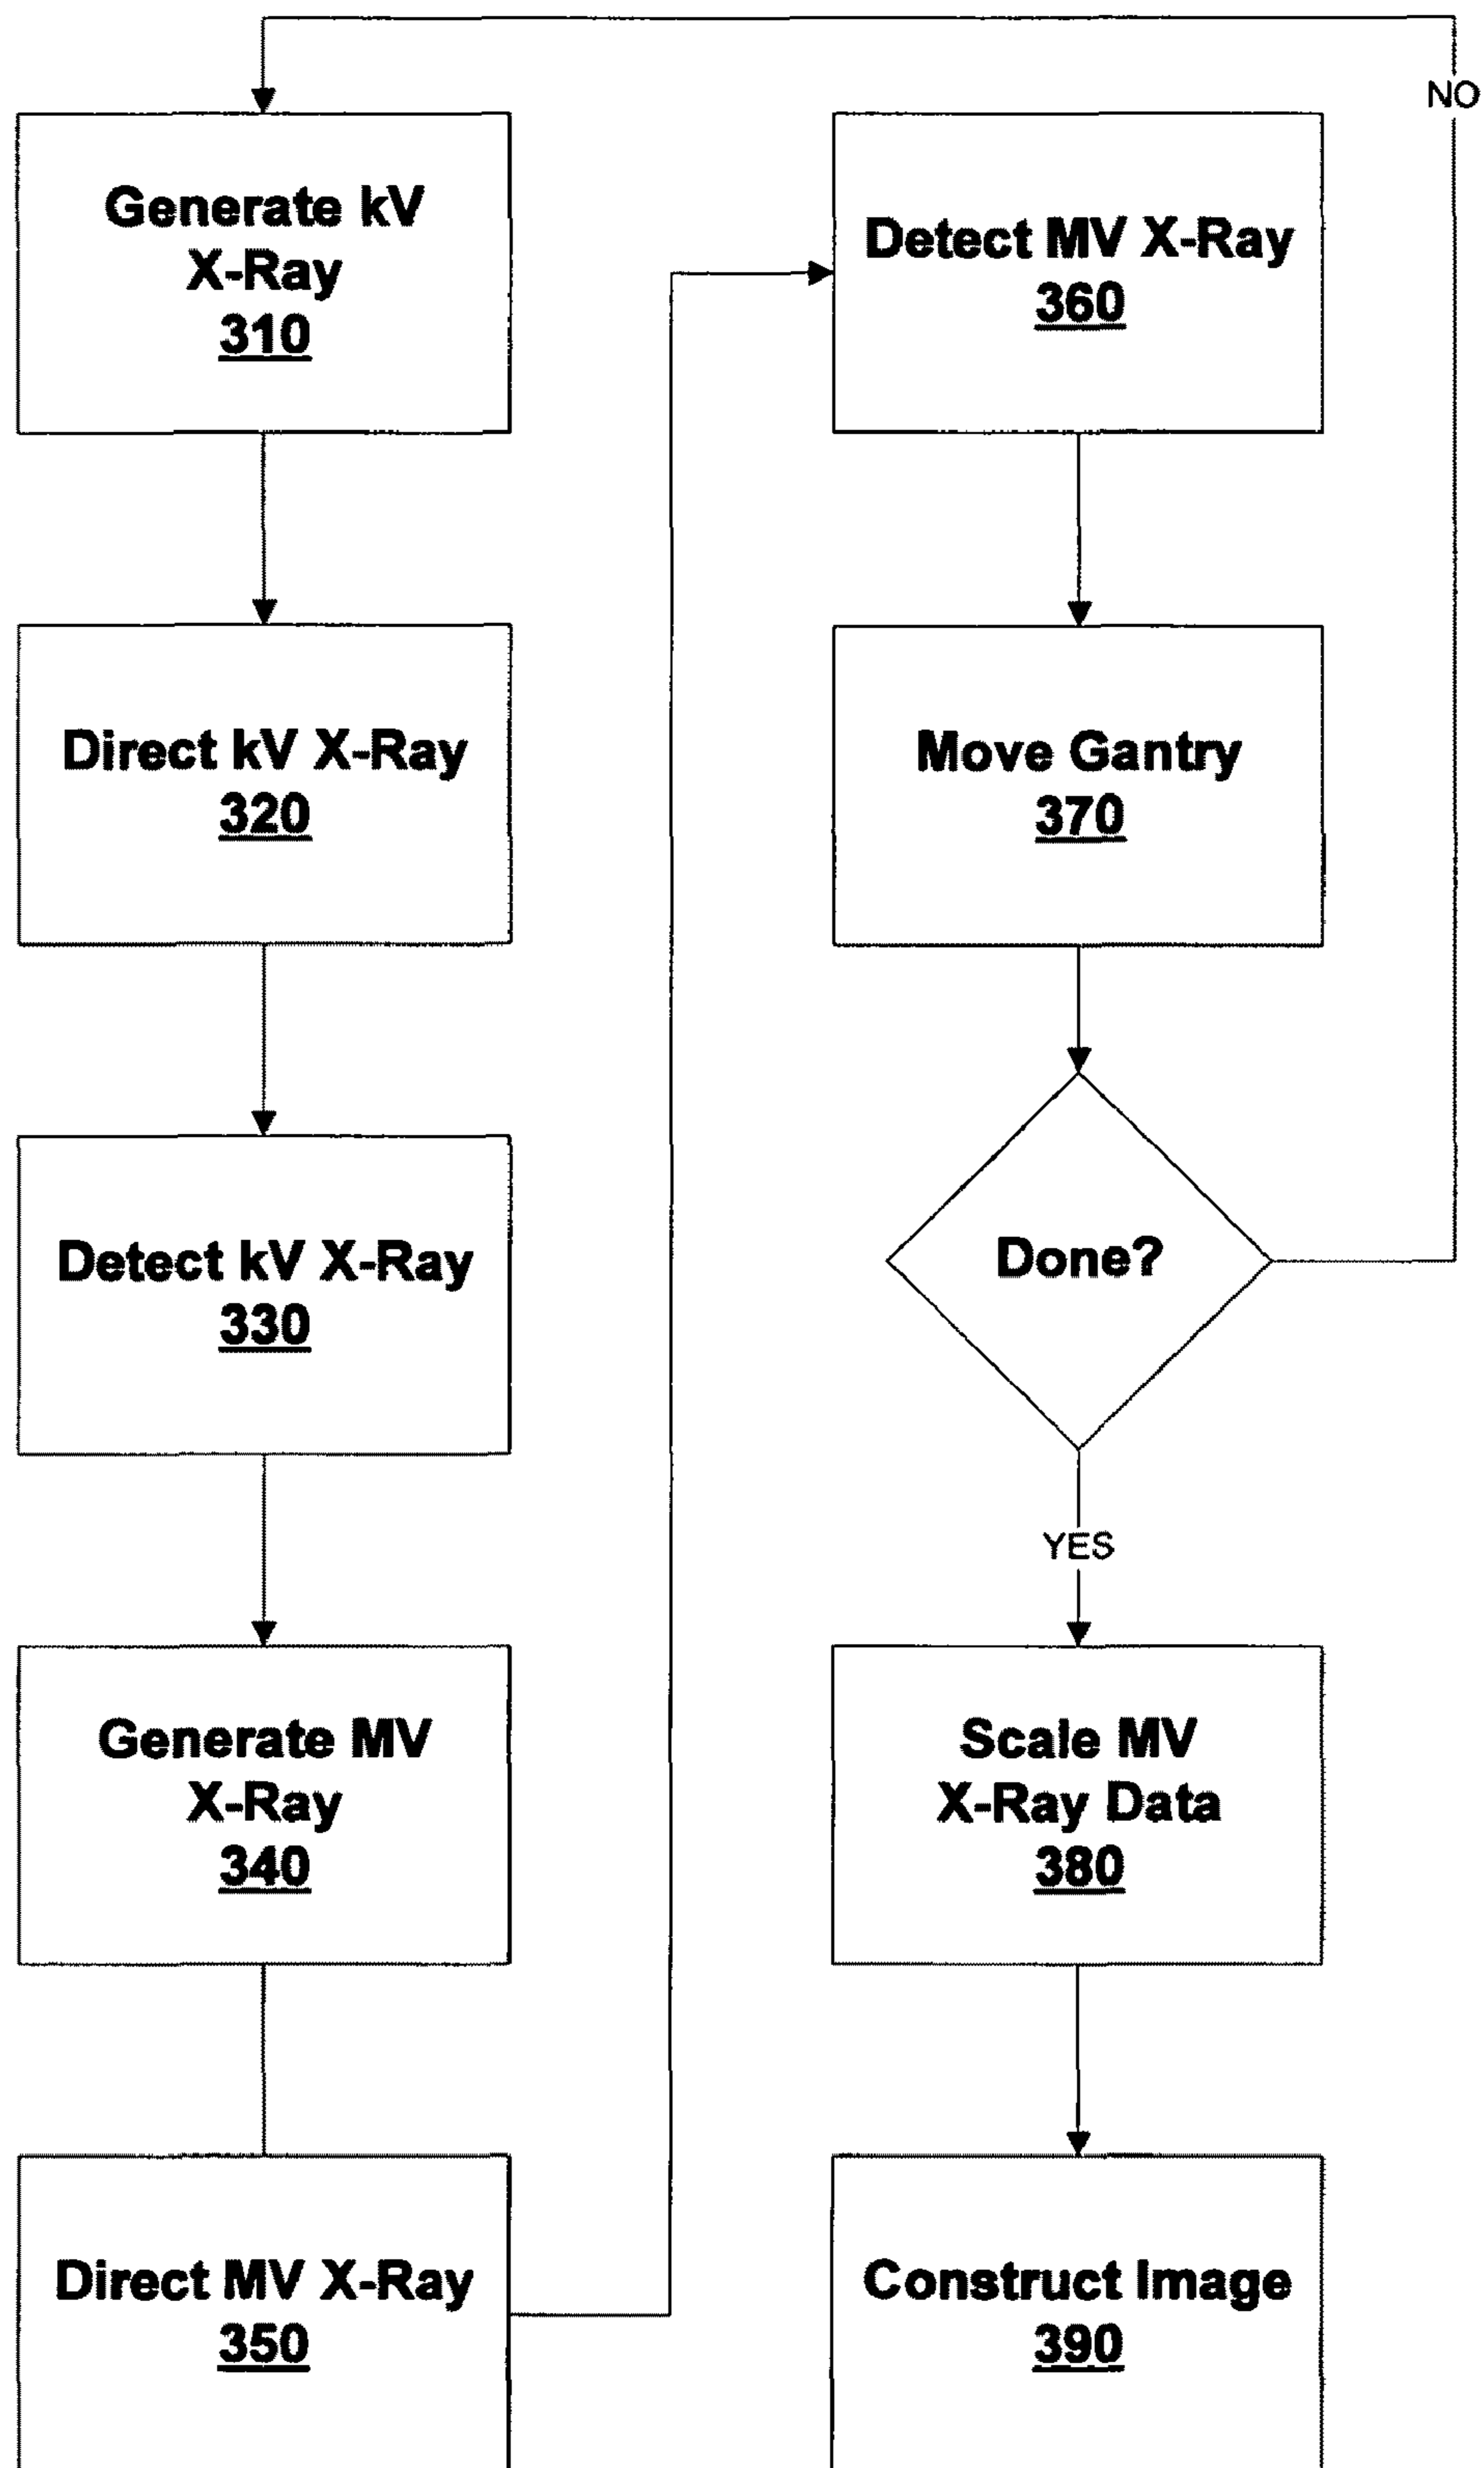 Generate kV
X-Ray
310
Direct kV X-Ray
320
Detect kV X-Ray
330
Generate MV
X-Ray
340
Direct MV X-Ray
350
Detect MV X-Ray
360
Move Gantry
370
Done?
NO
YES
Scale MV
X-Ray Data
380
Construct Image
390